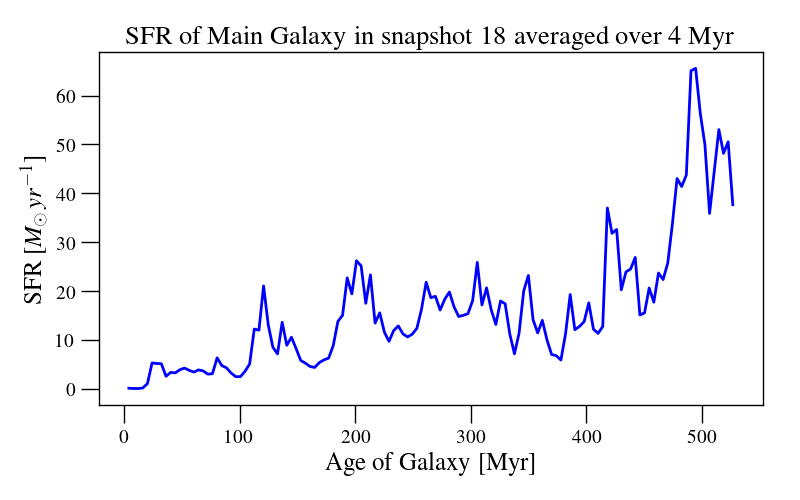 SFR of Main Galaxy in snapshot 18 averaged over 4 Myr
SFR [M⊙ yr⁻¹]
60
50
40
30
20
10
0
0 100 200 300 400 500
Age of Galaxy [Myr]